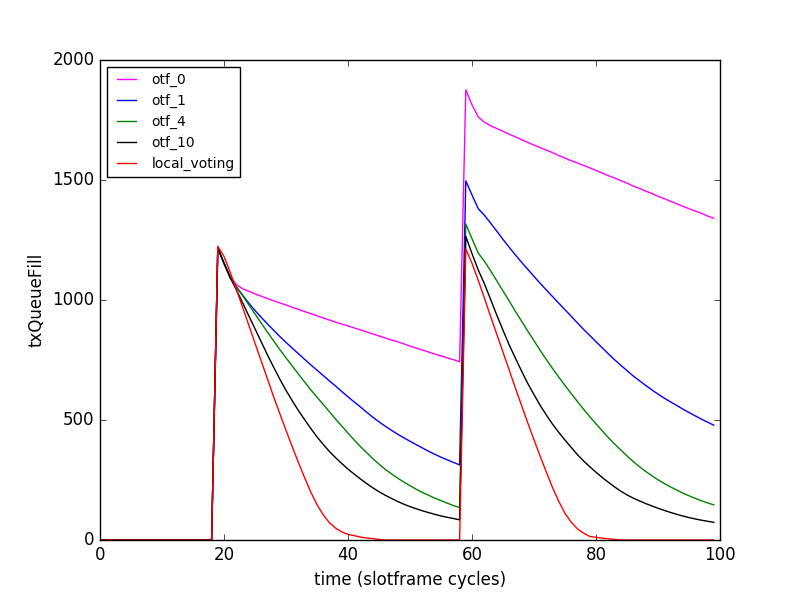 2000
1500
1000
500
0
txQueueFill
otf_0
otf_1
otf_4
otf_10
local_voting
0 20 40 60 80 100
time (slotframe cycles)